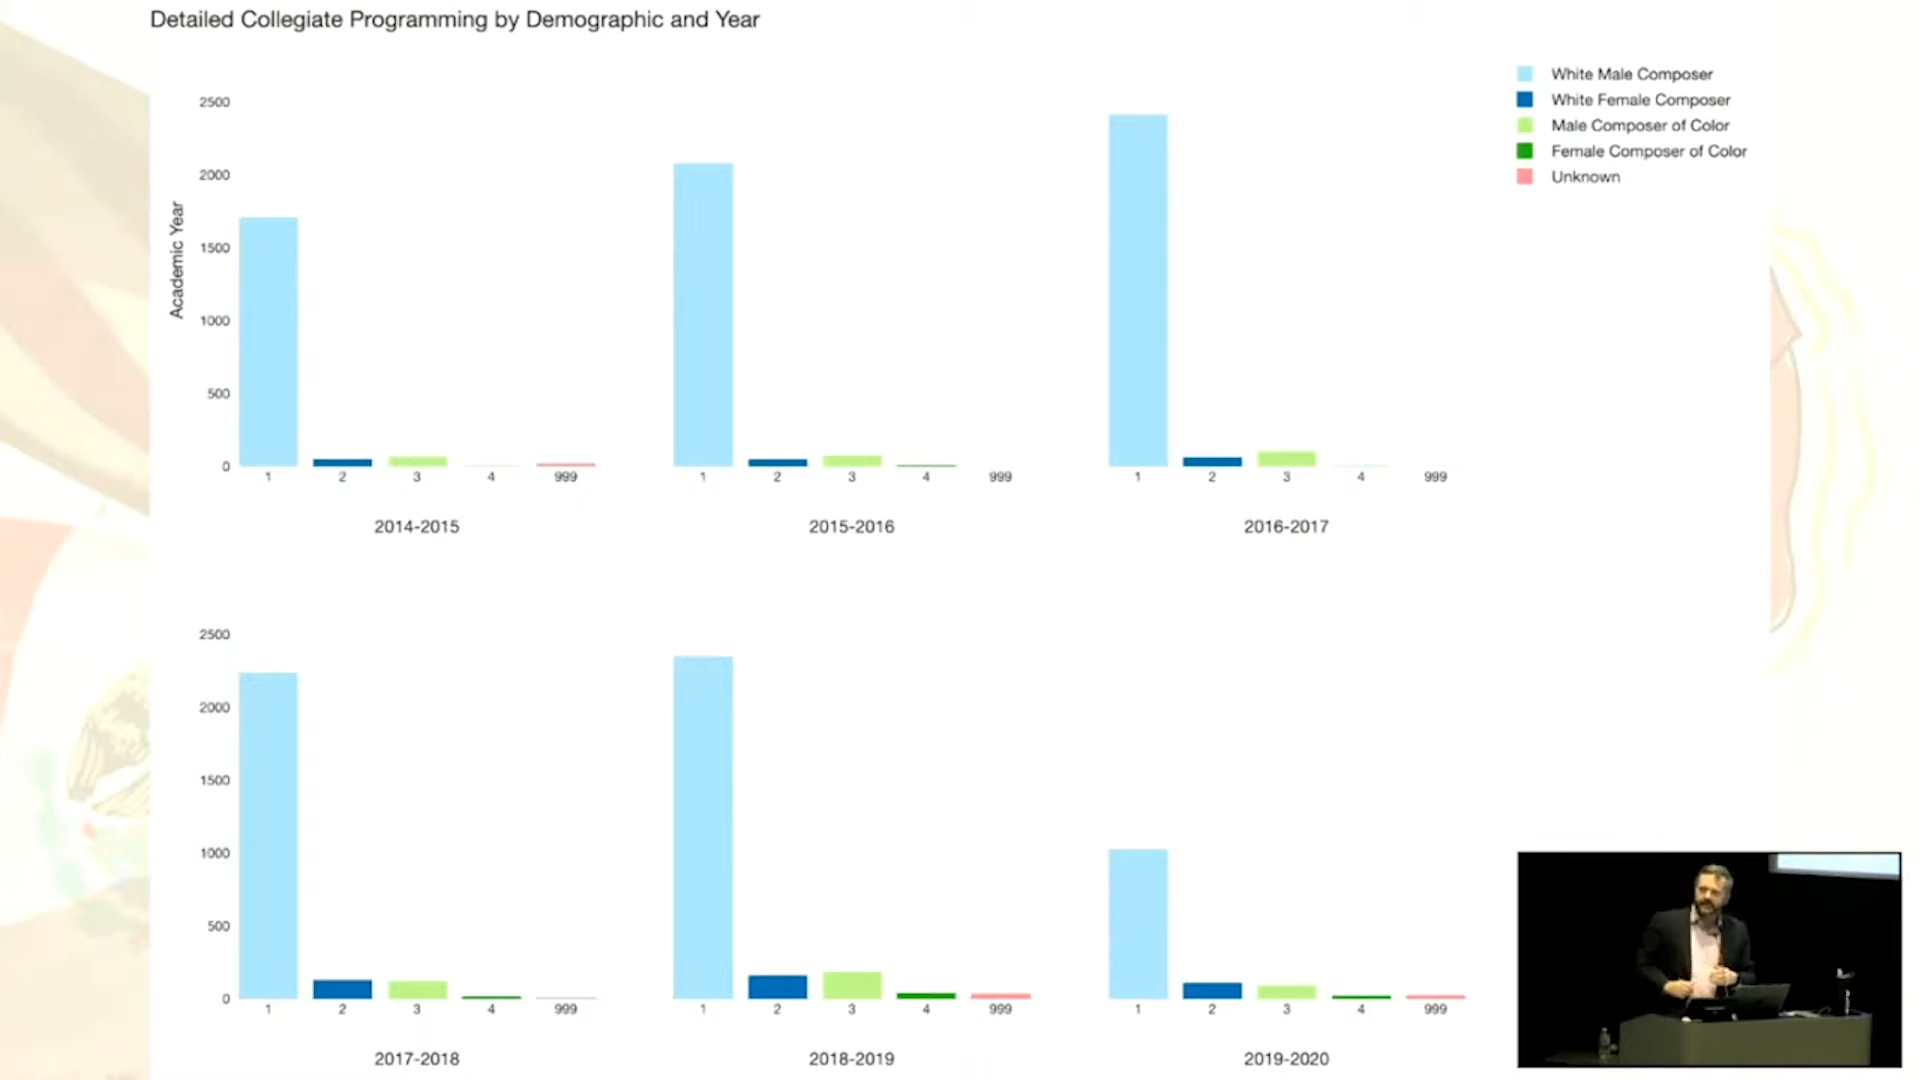 Detailed Collegiate Programming by Demographic and Year
White Male Composer
White Female Composer
Male Composer of Color
Female Composer of Color
Unknown
Academic Year
2500
2000
1500
1000
500
0
1 2 3 4 999
2014-2015
1 2 3 4 999
2015-2016
1 2 3 4 999
2016-2017
2500
2000
1500
1000
500
0
1 2 3 4 999
2017-2018
1 2 3 4 999
2018-2019
1 2 3 4 999
2019-2020